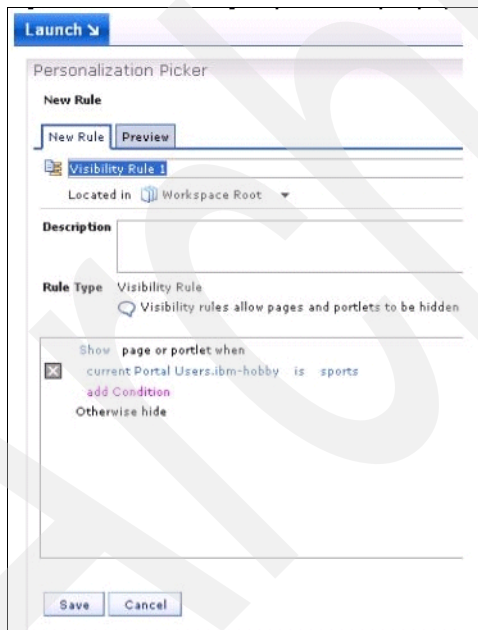 Launch
Personalization Picker
New Rule
New Rule Preview
Visibility Rule 1
Located in Workspace Root
Description
Rule Type Visibility Rule
Visibility rules allow pages and portlets to be hidden
Show page or portlet when
current Portal Users.ibm-hobby is sports
add Condition
Otherwise hide
Save Cancel